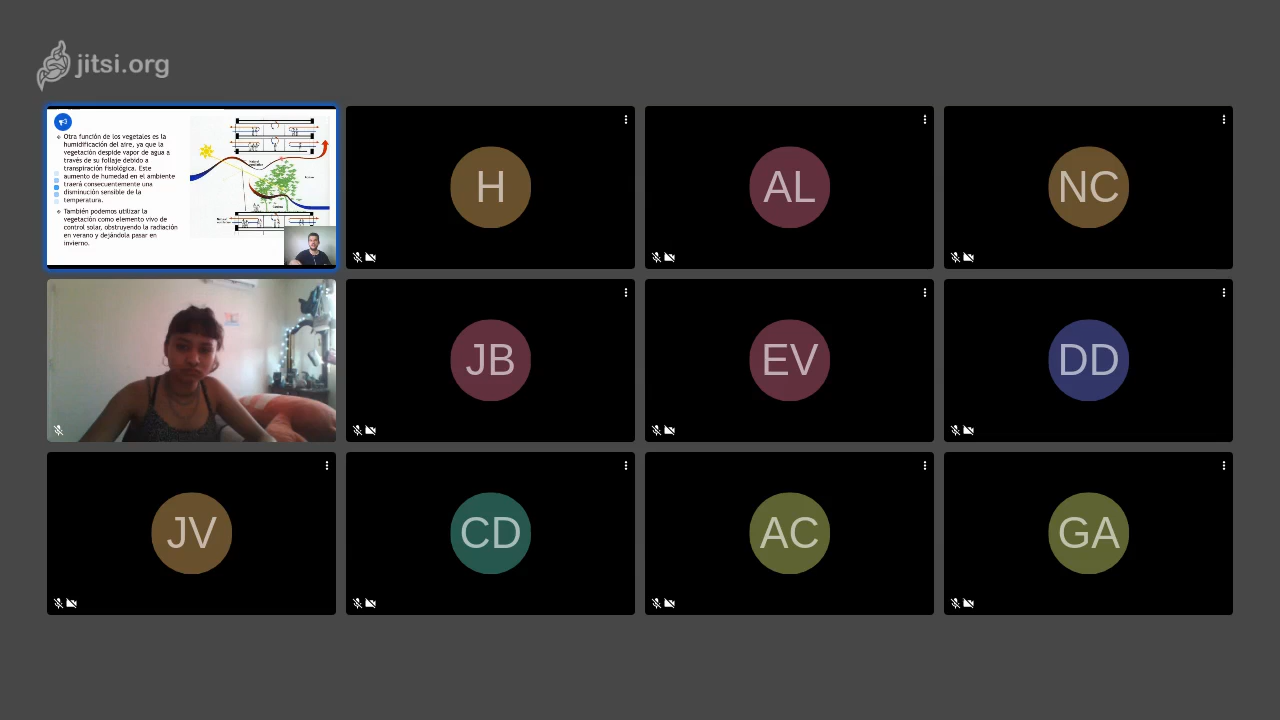 jitsi.org
Otra función de los vegetales es la
humidificación del aire, ya que la
vegetación despide vapor de agua a
través de su follaje debido a
transpiración fisiológica. Este
aumento de humedad en el ambiente
traerá consecuentemente una
disminución sensible de la
temperatura.
También podemos utilizar la
vegetación como elemento vivo de
control solar, obstruyendo la radiación
en verano y dejándola pasar en
invierno.
H
AL
NC
JB
EV
DD
JV
CD
AC
GA